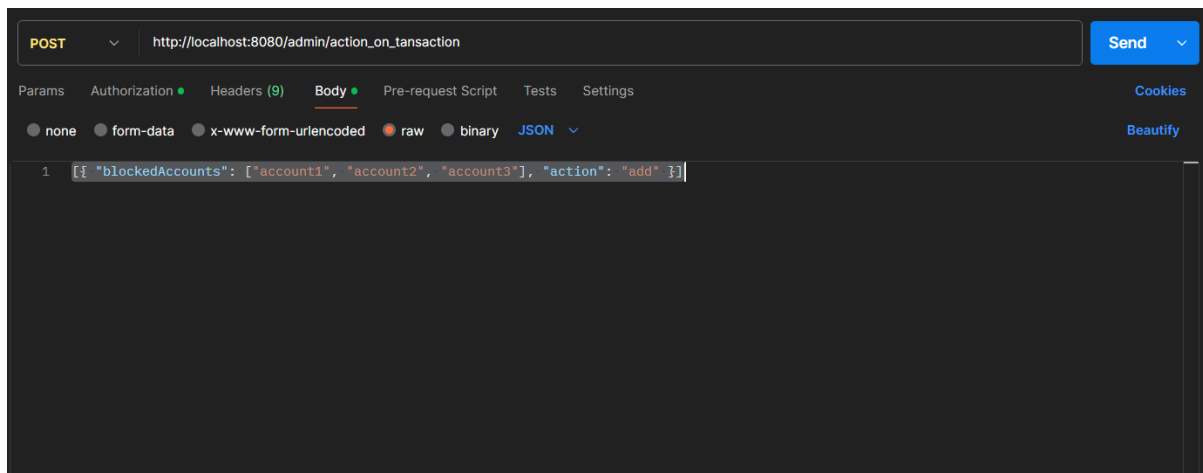 POST http://localhost:8080/admin/action_on_tansaction Send
Params Authorization Headers (9) Body Pre-request Script Tests Settings Cookies
none form-data x-www-form-urlencoded raw binary JSON Beautify
1 [{ "blockedAccounts": ["account1", "account2", "account3"], "action": "add" }]